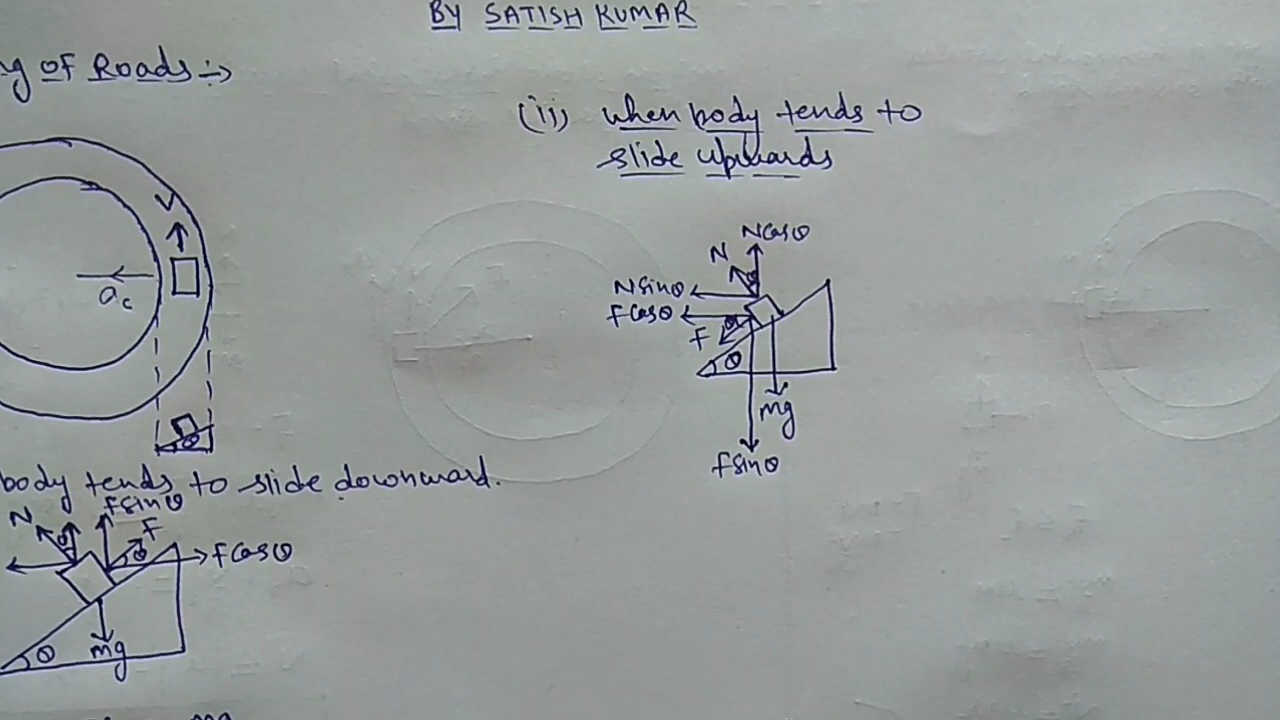 BY SATISH KUMAR
of Roads :->
(ii) when body tends to
slide upwards
V
ac
N
Ncosθ
Nsinθ
fcosθ
f
θ
θ
mg
fsinθ
θ
body tends to slide downward.
N
θ
fsinθ
f
θ
fcosθ
θ
mg